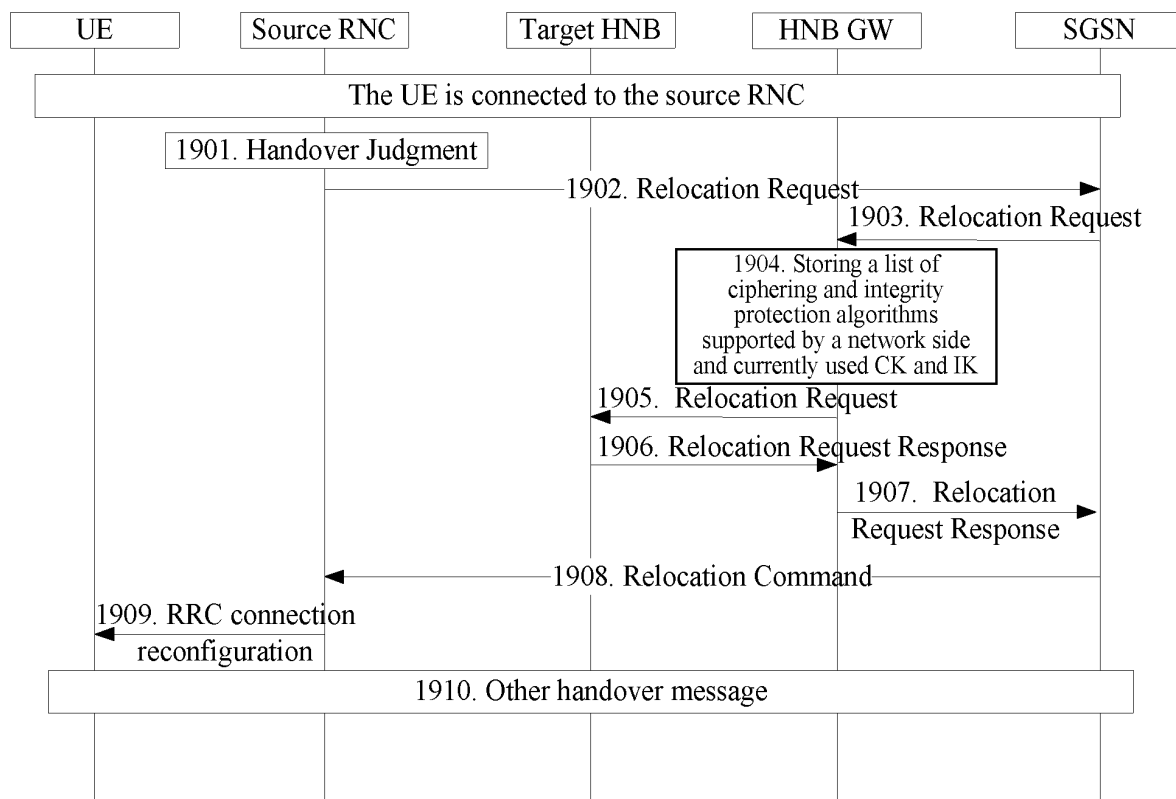 UE
Source RNC
Target HNB
HNB GW
SGSN
The UE is connected to the source RNC
1901. Handover Judgment
1902. Relocation Request
1903. Relocation Request
1904. Storing a list of
ciphering and integrity
protection algorithms
supported by a network side
and currently used CK and IK
1905. Relocation Request
1906. Relocation Request Response
1907. Relocation
Request Response
1908. Relocation Command
1909. RRC connection
reconfiguration
1910. Other handover message